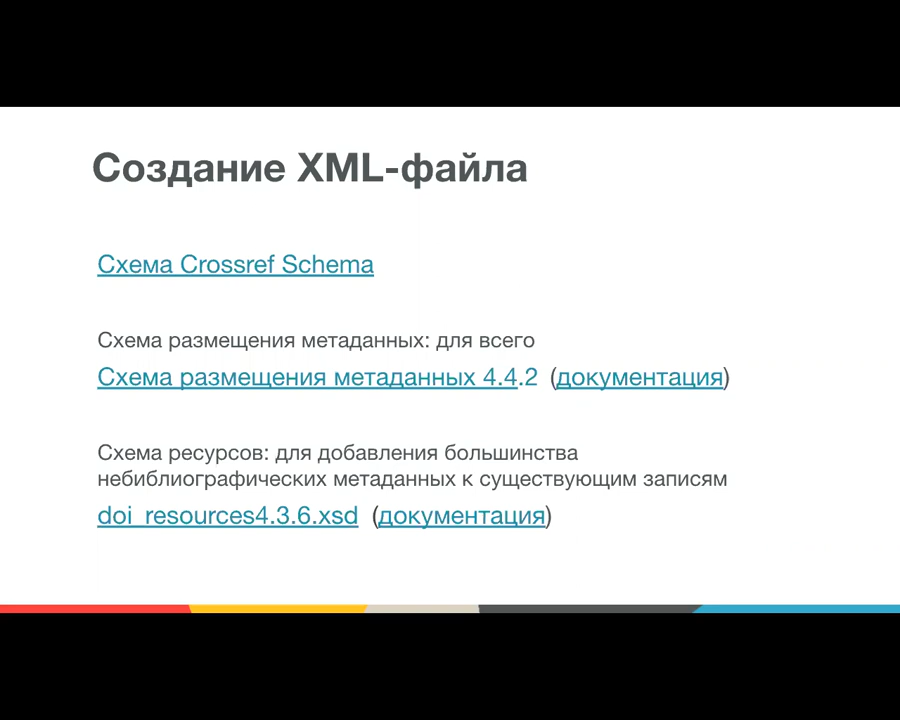 Создание XML-файла
Схема Crossref Schema
Схема размещения метаданных: для всего
Схема размещения метаданных 4.4.2 (документация)
Схема ресурсов: для добавления большинства
небиблиографических метаданных к существующим записям
doi_resources4.3.6.xsd (документация)